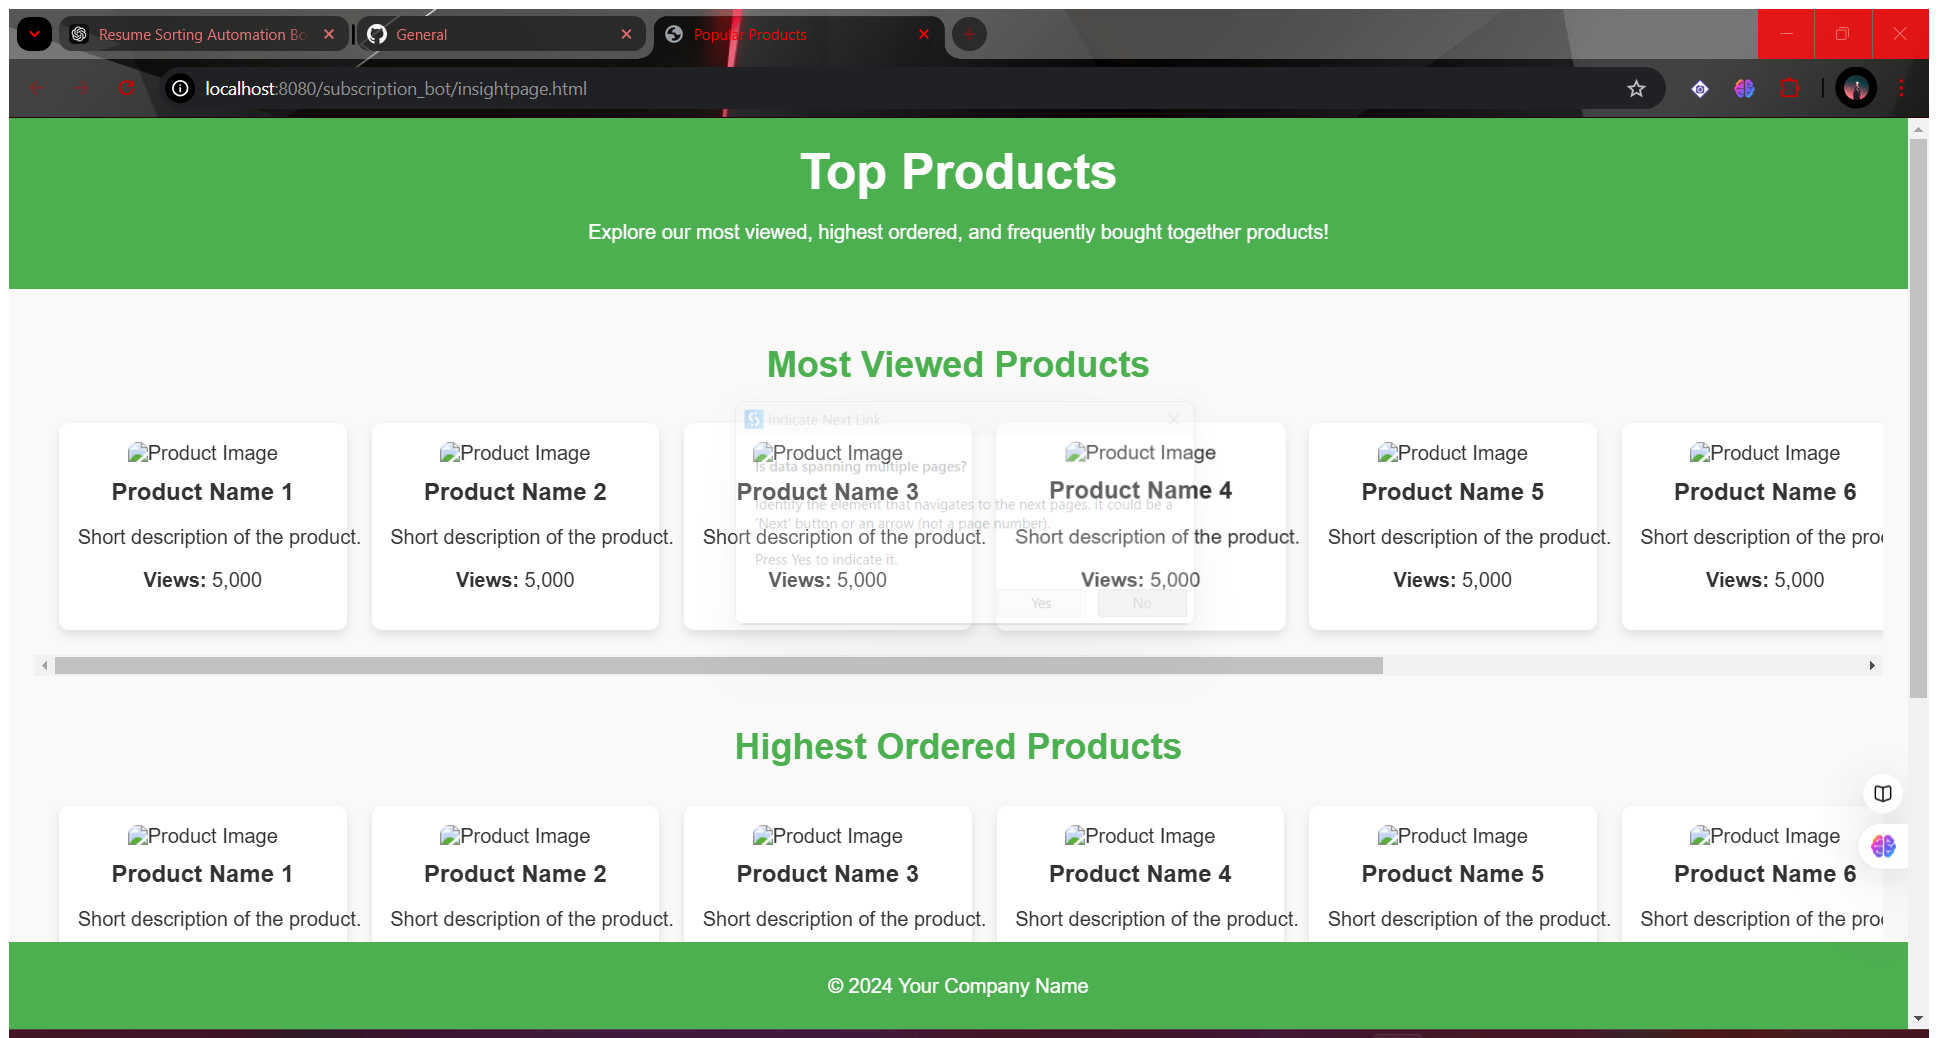 Resume Sorting Automation Bo
General
Popular Products
localhost:8080/subscription_bot/insightpage.html
Top Products
Explore our most viewed, highest ordered, and frequently bought together products!
Most Viewed Products
Product Image
Product Name 1
Short description of the product.
Views: 5,000
Product Image
Product Name 2
Short description of the product.
Views: 5,000
Product Image
Product Name 3
Short description of the product.
Views: 5,000
Product Image
Product Name 4
Short description of the product.
Views: 5,000
Product Image
Product Name 5
Short description of the product.
Views: 5,000
Product Image
Product Name 6
Short description of the pro
Views: 5,000
Indicate Next Link
Is data spanning multiple pages?
Identify the element that navigates to the next pages. It could be a
'Next' button or an arrow (not a page number).
Press Yes to indicate it.
Yes
No
Highest Ordered Products
Product Image
Product Name 1
Short description of the product.
Product Image
Product Name 2
Short description of the product.
Product Image
Product Name 3
Short description of the product.
Product Image
Product Name 4
Short description of the product.
Product Image
Product Name 5
Short description of the product.
Product Image
Product Name 6
Short description of the pro
© 2024 Your Company Name